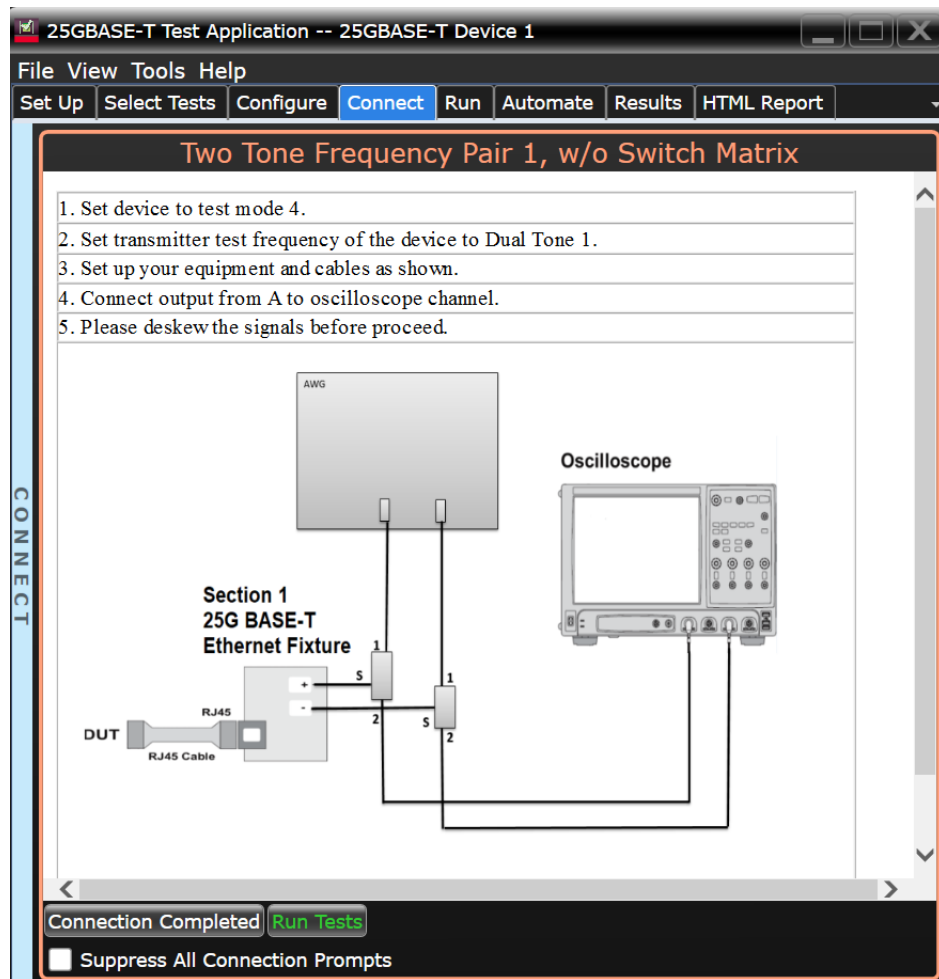 25GBASE-T Test Application -- 25GBASE-T Device 1
File View Tools Help
Set Up Select Tests Configure Connect Run Automate Results HTML Report
CONNECT
Two Tone Frequency Pair 1, w/o Switch Matrix
1. Set device to test mode 4.
2. Set transmitter test frequency of the device to Dual Tone 1.
3. Set up your equipment and cables as shown.
4. Connect output from A to oscilloscope channel.
5. Please deskew the signals before proceed.
AWG
Oscilloscope
Section 1
25G BASE-T
Ethernet Fixture
1
S
2
1
S
2
+
-
RJ45
DUT
RJ45 Cable
Connection Completed Run Tests
Suppress All Connection Prompts